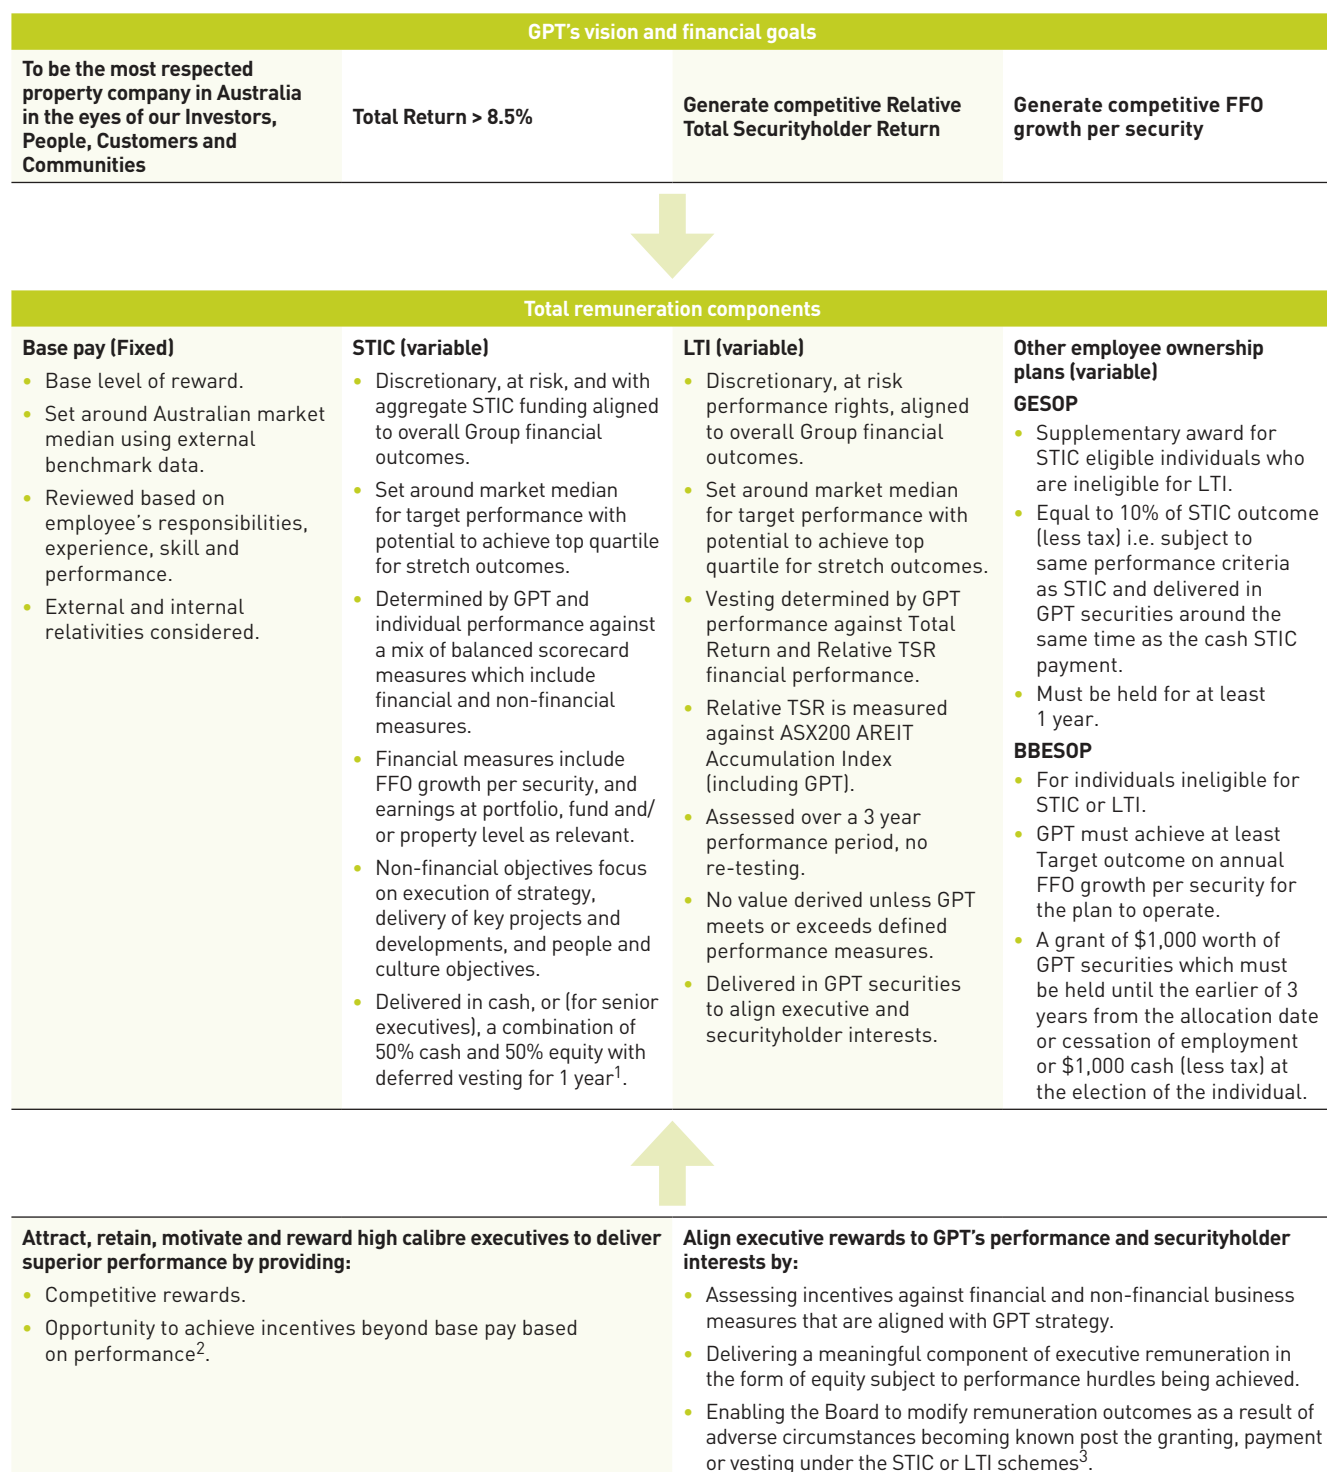 GPT's vision and financial goals
To be the most respected
property company in Australia
in the eyes of our Investors,
People, Customers and
Communities
Total Return > 8.5%
Generate competitive Relative
Total Securityholder Return
Generate competitive FFO
growth per security
Total remuneration components
Base pay (Fixed)
• Base level of reward.
• Set around Australian market
median using external
benchmark data.
• Reviewed based on
employee's responsibilities,
experience, skill and
performance.
• External and internal
relativities considered.
STIC (variable)
• Discretionary, at risk, and with
aggregate STIC funding aligned
to overall Group financial
outcomes.
• Set around market median
for target performance with
potential to achieve top quartile
for stretch outcomes.
• Determined by GPT and
individual performance against
a mix of balanced scorecard
measures which include
financial and non-financial
measures.
• Financial measures include
FFO growth per security, and
earnings at portfolio, fund and/
or property level as relevant.
• Non-financial objectives focus
on execution of strategy,
delivery of key projects and
developments, and people and
culture objectives.
• Delivered in cash, or (for senior
executives), a combination of
50% cash and 50% equity with
deferred vesting for 1 year1.
LTI (variable)
• Discretionary, at risk
performance rights, aligned
to overall Group financial
outcomes.
• Set around market median
for target performance with
potential to achieve top
quartile for stretch outcomes.
• Vesting determined by GPT
performance against Total
Return and Relative TSR
financial performance.
• Relative TSR is measured
against ASX200 AREIT
Accumulation Index
(including GPT).
• Assessed over a 3 year
performance period, no
re-testing.
• No value derived unless GPT
meets or exceeds defined
performance measures.
• Delivered in GPT securities
to align executive and
securityholder interests.
Other employee ownership
plans (variable)
GESOP
• Supplementary award for
STIC eligible individuals who
are ineligible for LTI.
• Equal to 10% of STIC outcome
(less tax) i.e. subject to
same performance criteria
as STIC and delivered in
GPT securities around the
same time as the cash STIC
payment.
• Must be held for at least
1 year.
BBESOP
• For individuals ineligible for
STIC or LTI.
• GPT must achieve at least
Target outcome on annual
FFO growth per security for
the plan to operate.
• A grant of $1,000 worth of
GPT securities which must
be held until the earlier of 3
years from the allocation date
or cessation of employment
or $1,000 cash (less tax) at
the election of the individual.
Attract, retain, motivate and reward high calibre executives to deliver
superior performance by providing:
• Competitive rewards.
• Opportunity to achieve incentives beyond base pay based
on performance2.
Align executive rewards to GPT's performance and securityholder
interests by:
• Assessing incentives against financial and non-financial business
measures that are aligned with GPT strategy.
• Delivering a meaningful component of executive remuneration in
the form of equity subject to performance hurdles being achieved.
• Enabling the Board to modify remuneration outcomes as a result of
adverse circumstances becoming known post the granting, payment
or vesting under the STIC or LTI schemes3.